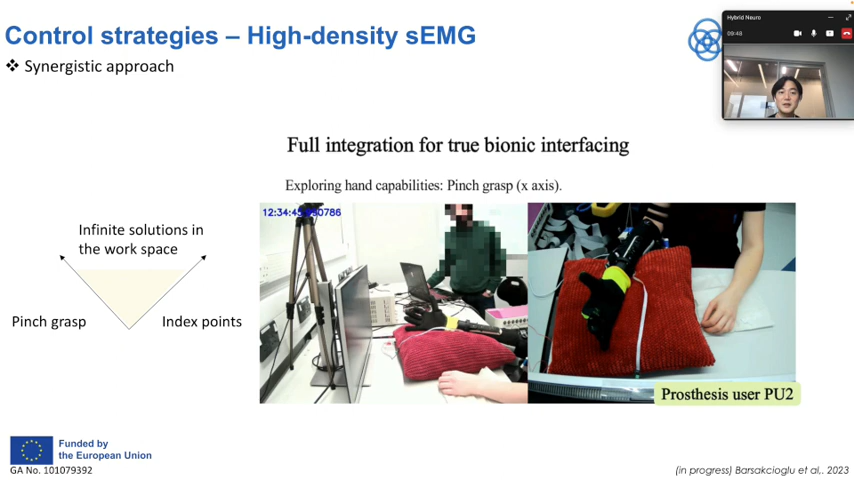 Control strategies – High-density sEMG
❖ Synergistic approach
Hybrid Neuro
09:48
Full integration for true bionic interfacing
Exploring hand capabilities: Pinch grasp (x axis).
Infinite solutions in
the work space
Pinch grasp
Index points
Prosthesis user PU2
Funded by
the European Union
GA No. 101079392
(in progress) Barsakcioglu et al,. 2023